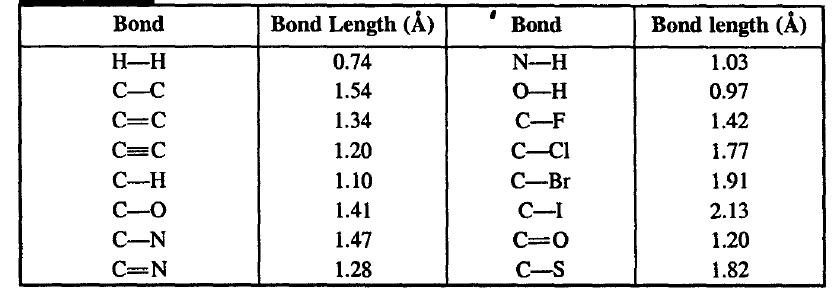 Bond Bond Length (Å) Bond Bond length (Å)
H—H 0.74 N—H 1.03
C—C 1.54 O—H 0.97
C=C 1.34 C—F 1.42
C≡C 1.20 C—Cl 1.77
C—H 1.10 C—Br 1.91
C—O 1.41 C—I 2.13
C—N 1.47 C=O 1.20
C=N 1.28 C—S 1.82